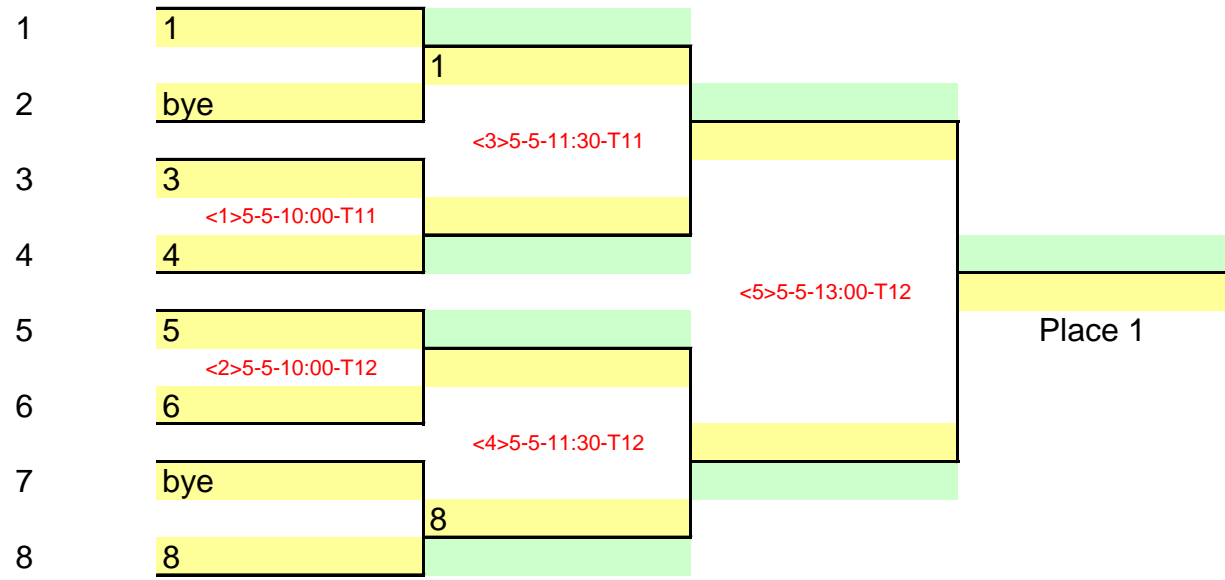 1 1
1
2 bye
<3>5-5-11:30-T11
3 3
<1>5-5-10:00-T11
4 4
<5>5-5-13:00-T12
5 5
Place 1
<2>5-5-10:00-T12
6 6
<4>5-5-11:30-T12
7 bye
8
8 8